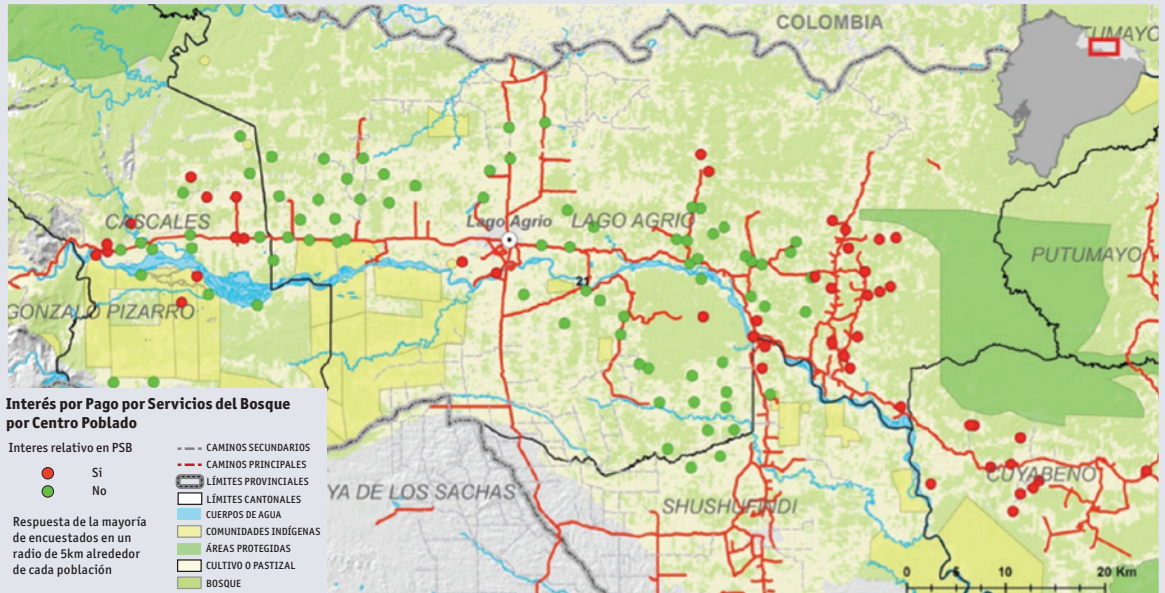 COLOMBIA
TUMAYO
CASCALES
Lago Agrio
LAGO AGRIO
PUTUMAYO
21
GONZALO PIZARRO
YA DE LOS SACHAS
SHUSHUFINDI
CUYABENO
0 5 10 20 Km
Interés por Pago por Servicios del Bosque
por Centro Poblado
Interes relativo en PSB
Si
No
Respuesta de la mayoría
de encuestados en un
radio de 5km alrededor
de cada población
CAMINOS SECUNDARIOS
CAMINOS PRINCIPALES
LÍMITES PROVINCIALES
LÍMITES CANTONALES
CUERPOS DE AGUA
COMUNIDADES INDÍGENAS
ÁREAS PROTEGIDAS
CULTIVO O PASTIZAL
BOSQUE